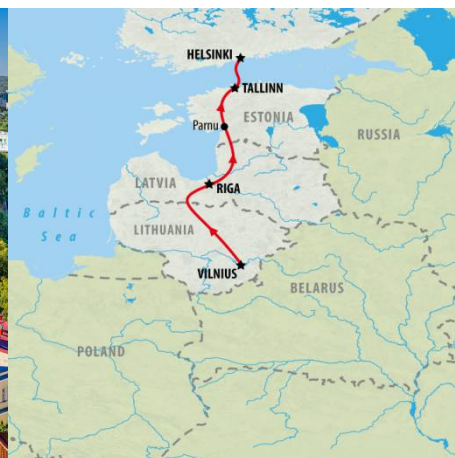 HELSINKI
TALLINN
Parnu
ESTONIA
RUSSIA
LATVIA
RIGA
Baltic
Sea
LITHUANIA
VILNIUS
BELARUS
POLAND